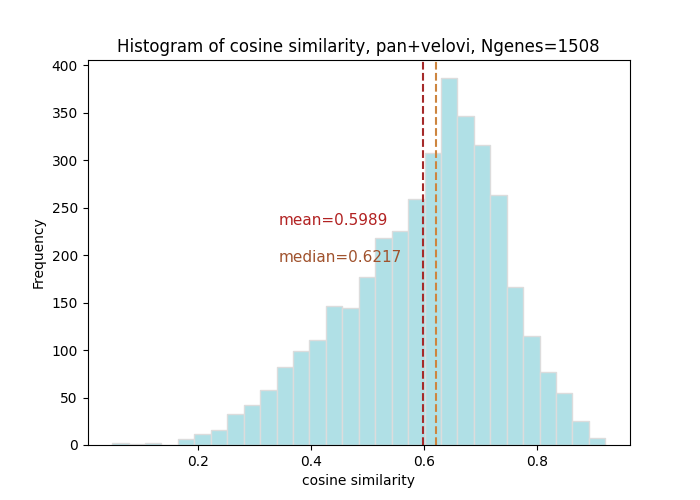 Histogram of cosine similarity, pan+velovi, Ngenes=1508
400
350
300
250
200
150
100
50
0
Frequency
mean=0.5989
median=0.6217
0.2
0.4
0.6
0.8
cosine similarity